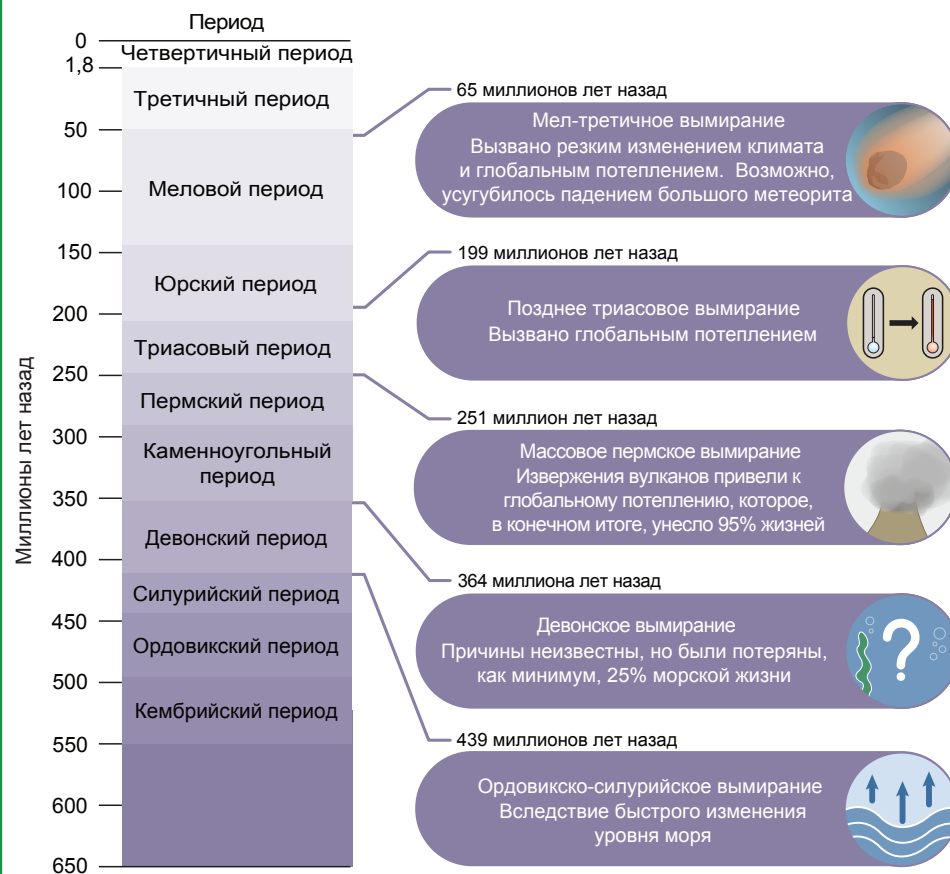 Период
0
Четвертичный период
1,8
Третичный период
50
Меловой период
100
150
Юрский период
200
Триасовый период
250
Пермский период
300
Каменноугольный
период
350
Девонский период
400
Силурийский период
450
Ордовикский период
500
Кембрийский период
550
600
650
Миллионы лет назад
65 миллионов лет назад
Мел-третичное вымирание
Вызвано резким изменением климата
и глобальным потеплением. Возможно,
усугубилось падением большого метеорита
199 миллионов лет назад
Позднее триасовое вымирание
Вызвано глобальным потеплением
251 миллион лет назад
Массовое пермское вымирание
Извержения вулканов привели к
глобальному потеплению, которое,
в конечном итоге, унесло 95% жизней
364 миллиона лет назад
Девонское вымирание
Причины неизвестны, но были потеряны,
как минимум, 25% морской жизни
?
439 миллионов лет назад
Ордовикско-силурийское вымирание
Вследствие быстрого изменения
уровня моря